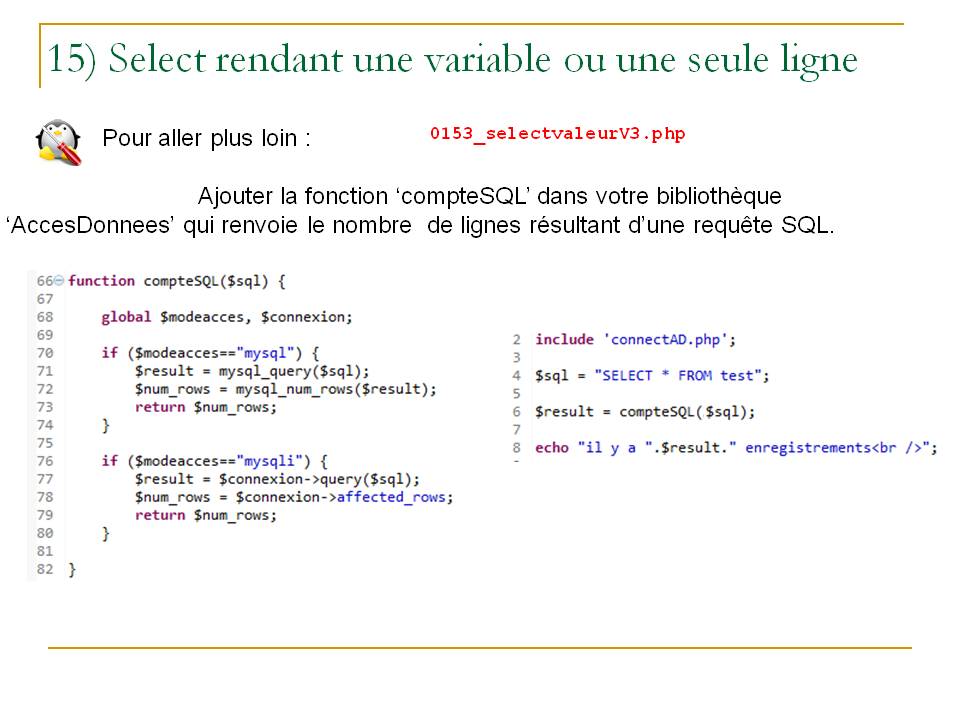 15) Select rendant une variable ou une seule ligne
Pour aller plus loin :
0153_selectvaleurV3.php
Ajouter la fonction ‘compteSQL’ dans votre bibliothèque
‘AccesDonnees’ qui renvoie le nombre  de lignes résultant d’une requête SQL.
66 function compteSQL($sql) {
67
68     global $modeacces, $connexion;
69
70     if ($modeacces=="mysql") {
71         $result = mysql_query($sql);
72         $num_rows = mysql_num_rows($result);
73         return $num_rows;
74     }
75
76     if ($modeacces=="mysqli") {
77         $result = $connexion->query($sql);
78         $num_rows = $connexion->affected_rows;
79         return $num_rows;
80     }
81
82 }
2 include 'connectAD.php';
3
4 $sql = "SELECT * FROM test";
5
6 $result = compteSQL($sql);
7
8 echo "il y a ".$result." enregistrements<br />";